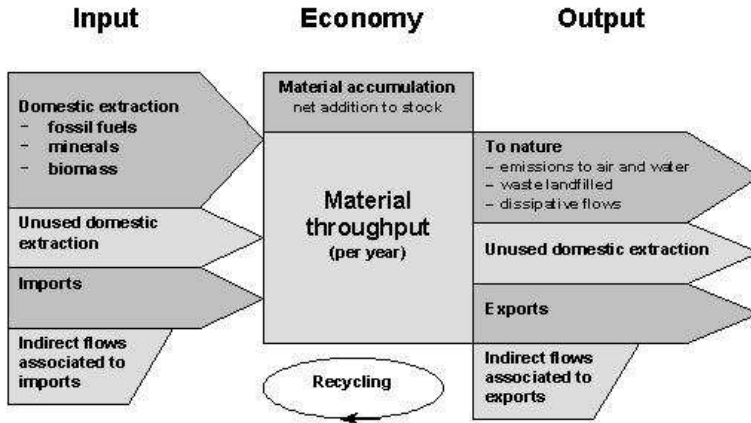 Input
Economy
Output
Domestic extraction
- fossil fuels
- minerals
- biomass
Unused domestic
extraction
Imports
Indirect flows
associated to
imports
Material accumulation
net addition to stock
Material
throughput
(per year)
Recycling
To nature
– emissions to air and water
– waste landfilled
– dissipative flows
Unused domestic extraction
Exports
Indirect flows
associated to
exports